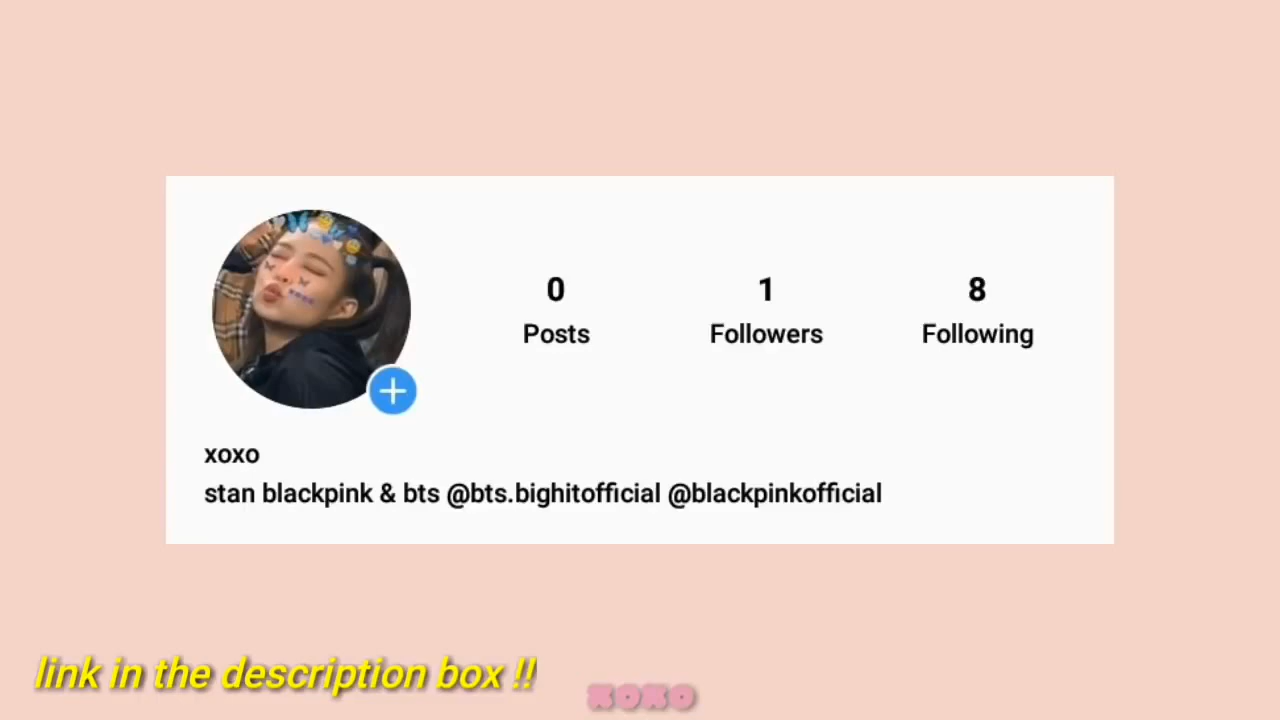 0 1 8
Posts Followers Following
xoxo
stan blackpink & bts @bts.bighitofficial @blackpinkofficial
link in the description box !!
XOXO